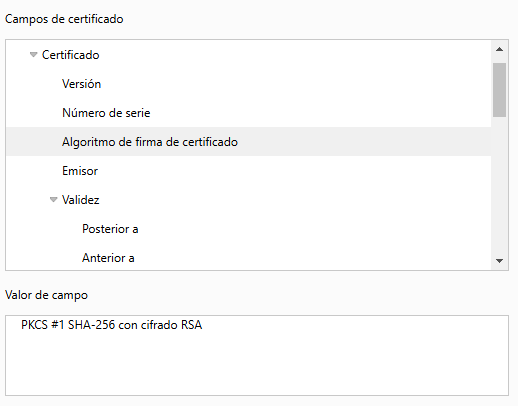 Campos de certificado
Certificado
Versión
Número de serie
Algoritmo de firma de certificado
Emisor
Validez
Posterior a
Anterior a
Valor de campo
PKCS #1 SHA-256 con cifrado RSA